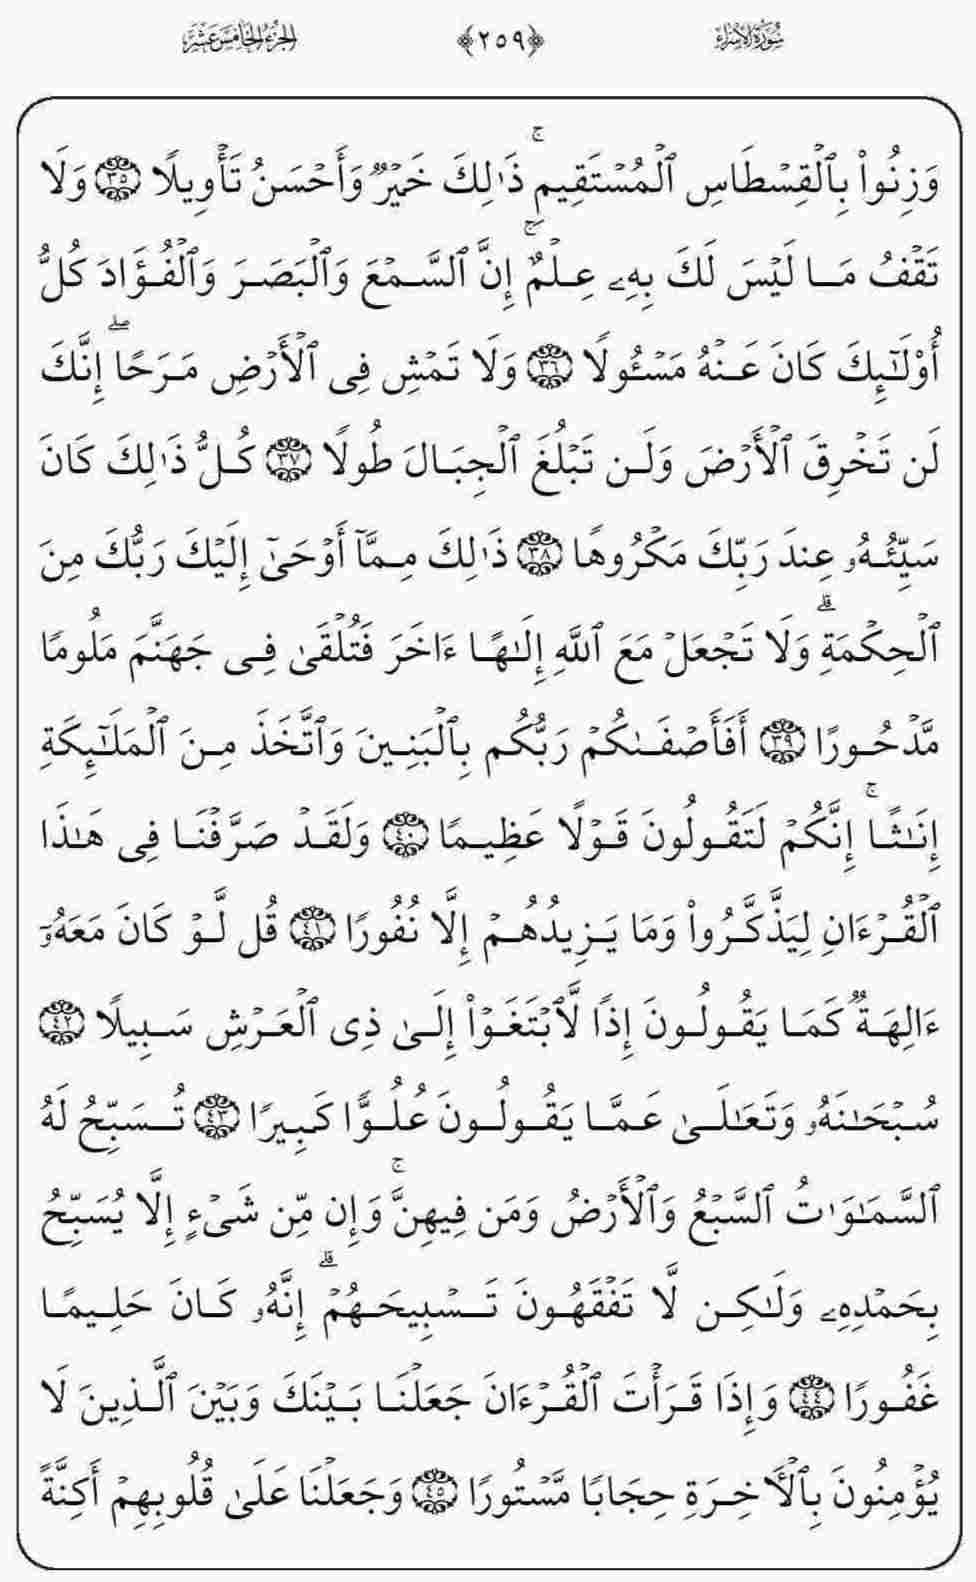 سُورَةُ الإِسْرَاء ﴿٢٥٩﴾ الجُزْءُ الخَامِسَ عَشَرَ
وَزِنُوا۟ بِٱلْقِسْطَاسِ ٱلْمُسْتَقِيمِ ۚ ذَٰلِكَ خَيْرٌ وَأَحْسَنُ تَأْوِيلًا ٣٥ وَلَا
تَقْفُ مَا لَيْسَ لَكَ بِهِۦ عِلْمٌ ۚ إِنَّ ٱلسَّمْعَ وَٱلْبَصَرَ وَٱلْفُؤَادَ كُلُّ
أُو۟لَٰٓئِكَ كَانَ عَنْهُ مَسْـُٔولًا ٣٦ وَلَا تَمْشِ فِى ٱلْأَرْضِ مَرَحًا ۖ إِنَّكَ
لَن تَخْرِقَ ٱلْأَرْضَ وَلَن تَبْلُغَ ٱلْجِبَالَ طُولًا ٣٧ كُلُّ ذَٰلِكَ كَانَ
سَيِّئُهُۥ عِندَ رَبِّكَ مَكْرُوهًا ٣٨ ذَٰلِكَ مِمَّآ أَوْحَىٰٓ إِلَيْكَ رَبُّكَ مِنَ
ٱلْحِكْمَةِ ۗ وَلَا تَجْعَلْ مَعَ ٱللَّهِ إِلَٰهًا ءَاخَرَ فَتُلْقَىٰ فِى جَهَنَّمَ مَلُومًا
مَّدْحُورًا ٣٩ أَفَأَصْفَىٰكُمْ رَبُّكُم بِٱلْبَنِينَ وَٱتَّخَذَ مِنَ ٱلْمَلَٰٓئِكَةِ
إِنَٰثًا ۚ إِنَّكُمْ لَتَقُولُونَ قَوْلًا عَظِيمًا ٤٠ وَلَقَدْ صَرَّفْنَا فِى هَٰذَا
ٱلْقُرْءَانِ لِيَذَّكَّرُوا۟ وَمَا يَزِيدُهُمْ إِلَّا نُفُورًا ٤١ قُل لَّوْ كَانَ مَعَهُۥٓ
ءَالِهَةٌ كَمَا يَقُولُونَ إِذًا لَّٱبْتَغَوْا۟ إِلَىٰ ذِى ٱلْعَرْشِ سَبِيلًا ٤٢
سُبْحَٰنَهُۥ وَتَعَٰلَىٰ عَمَّا يَقُولُونَ عُلُوًّا كَبِيرًا ٤٣ تُسَبِّحُ لَهُ
ٱلسَّمَٰوَٰتُ ٱلسَّبْعُ وَٱلْأَرْضُ وَمَن فِيهِنَّ ۚ وَإِن مِّن شَىْءٍ إِلَّا يُسَبِّحُ
بِحَمْدِهِۦ وَلَٰكِن لَّا تَفْقَهُونَ تَسْبِيحَهُمْ ۗ إِنَّهُۥ كَانَ حَلِيمًا
غَفُورًا ٤٤ وَإِذَا قَرَأْتَ ٱلْقُرْءَانَ جَعَلْنَا بَيْنَكَ وَبَيْنَ ٱلَّذِينَ لَا
يُؤْمِنُونَ بِٱلْـَٔاخِرَةِ حِجَابًا مَّسْتُورًا ٤٥ وَجَعَلْنَا عَلَىٰ قُلُوبِهِمْ أَكِنَّةً